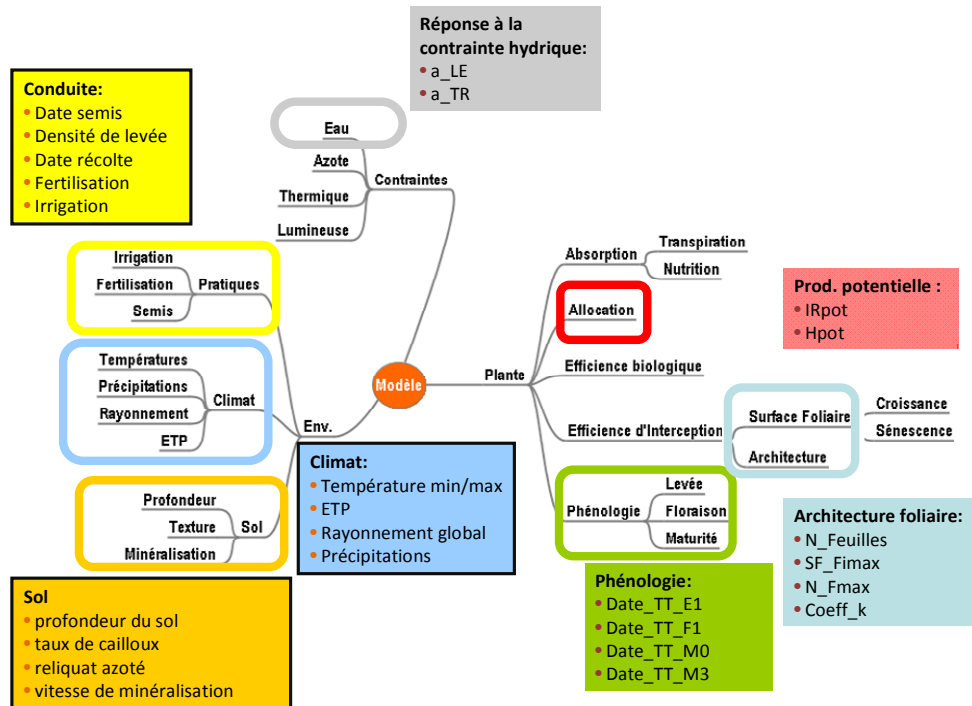 Réponse à la
contrainte hydrique:
• a_LE
• a_TR
Conduite:
• Date semis
• Densité de levée
• Date récolte
• Fertilisation
• Irrigation
Eau
Azote
Thermique
Lumineuse
Contraintes
Irrigation
Fertilisation
Semis
Pratiques
Températures
Précipitations
Rayonnement
ETP
Climat
Profondeur
Texture
Minéralisation
Sol
Env.
Modèle
Plante
Absorption
Transpiration
Nutrition
Allocation
Efficience biologique
Efficience d'Interception
Surface Foliaire
Architecture
Croissance
Sénescence
Phénologie
Levée
Floraison
Maturité
Prod. potentielle :
• IRpot
• Hpot
Climat:
• Température min/max
• ETP
• Rayonnement global
• Précipitations
Sol
• profondeur du sol
• taux de cailloux
• reliquat azoté
• vitesse de minéralisation
Phénologie:
• Date_TT_E1
• Date_TT_F1
• Date_TT_M0
• Date_TT_M3
Architecture foliaire:
• N_Feuilles
• SF_Fimax
• N_Fmax
• Coeff_k